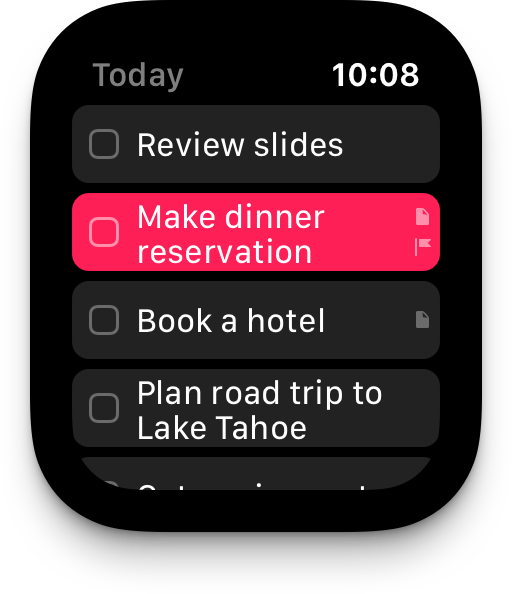 Today
10:08
Review slides
Make dinner
reservation
Book a hotel
Plan road trip to
Lake Tahoe